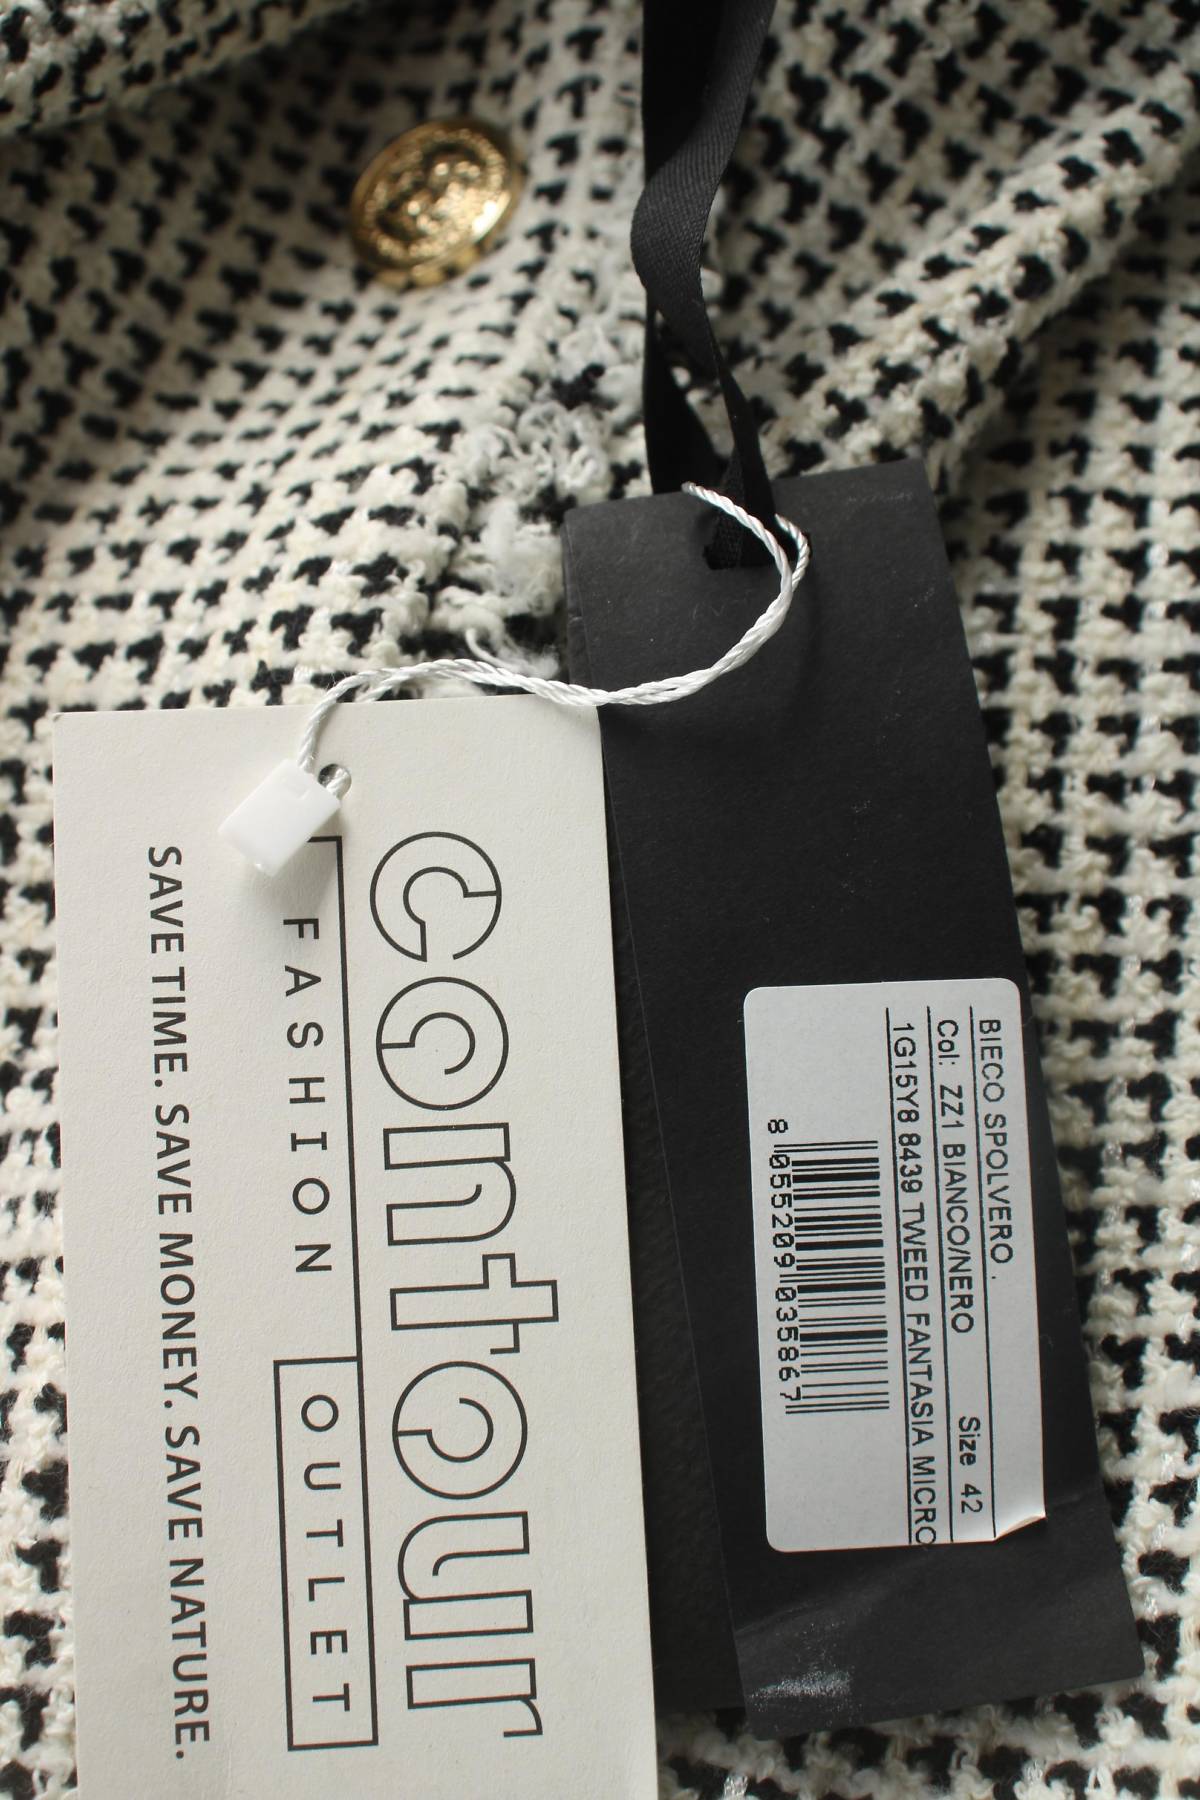 contour
FASHION OUTLET
SAVE TIME. SAVE MONEY. SAVE NATURE.
BIECO SPOLVERO .
Col: ZZ1 BIANCO/NERO Size 42
1G15Y8 8439 TWEED FANTASIA MICRO
8 055209 035867